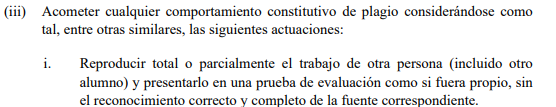 (iii) Acometer cualquier comportamiento constitutivo de plagio considerándose como
tal, entre otras similares, las siguientes actuaciones:
i. Reproducir total o parcialmente el trabajo de otra persona (incluido otro
alumno) y presentarlo en una prueba de evaluación como si fuera propio, sin
el reconocimiento correcto y completo de la fuente correspondiente.